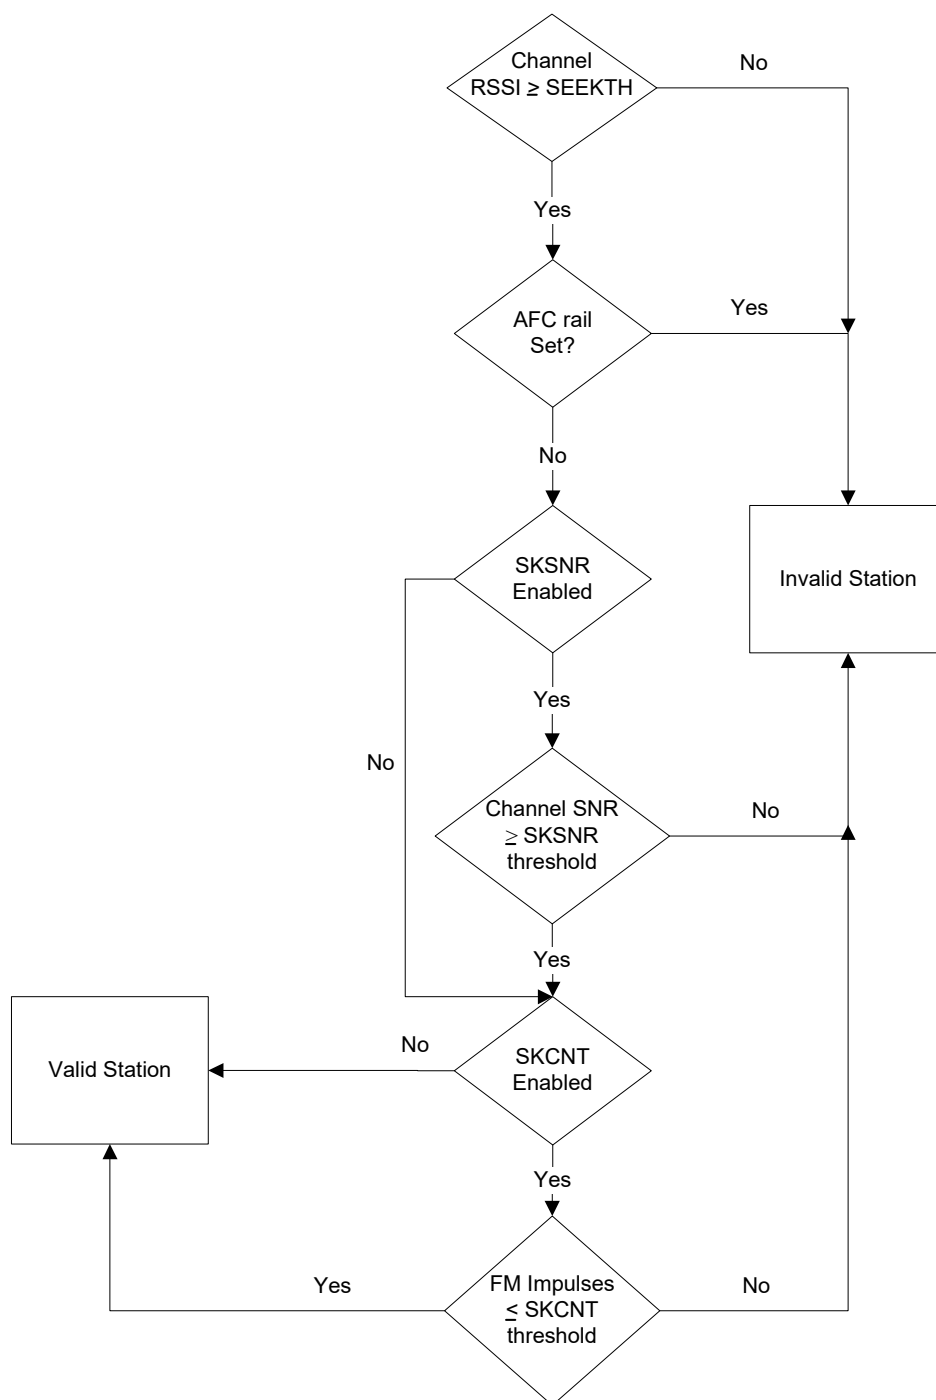 Channel
RSSI ≥ SEEKTH
No
Yes
AFC rail
Set?
Yes
No
SKSNR
Enabled
Invalid Station
Yes
No
Channel SNR
≥ SKSNR
threshold
No
Yes
SKCNT
Enabled
No
Valid Station
Yes
FM Impulses
≤ SKCNT
threshold
Yes
No